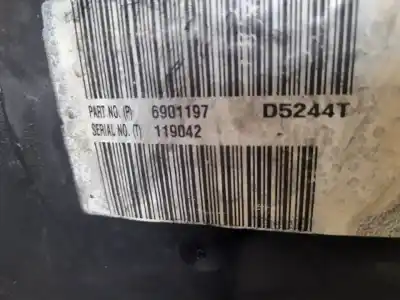 PART NO. (P) 6901197 D5244T
SERIAL NO. (T) 119042